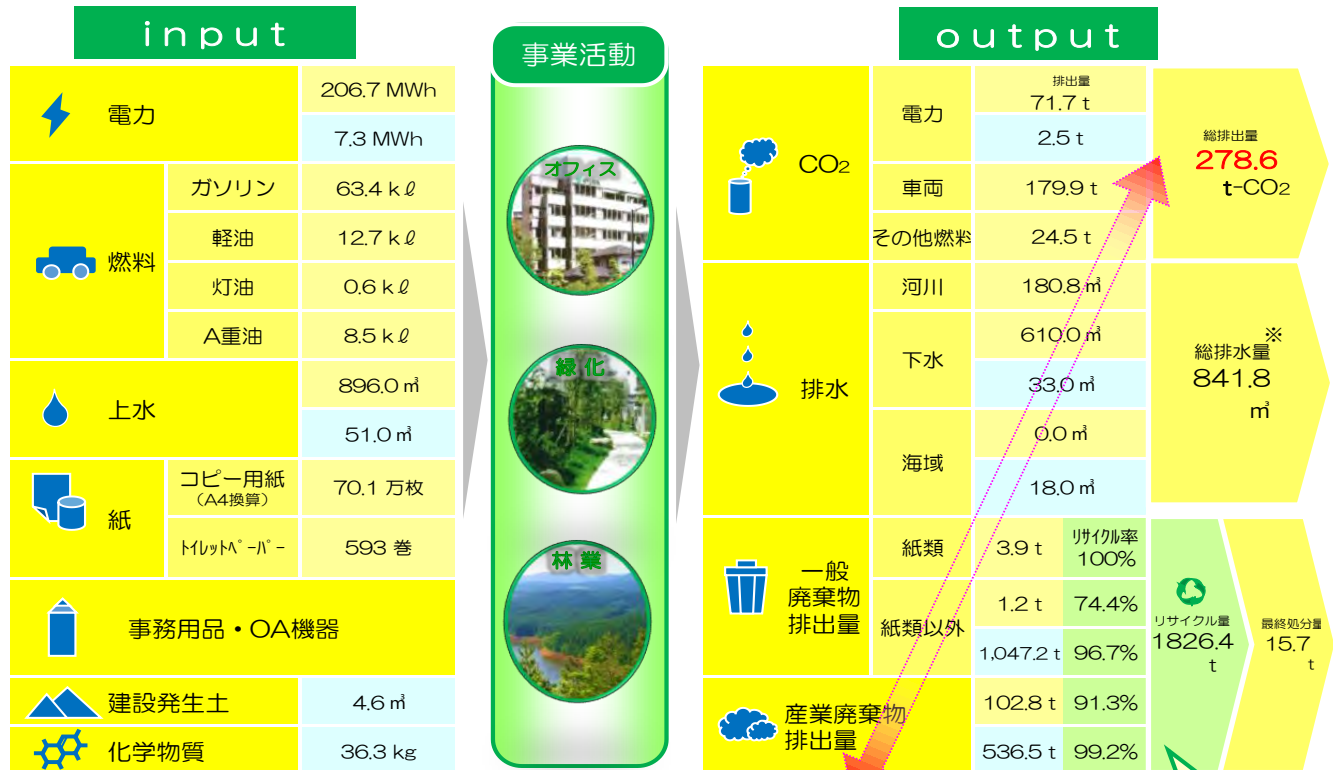 input
電力
206.7 MWh
7.3 MWh
燃料
ガソリン
63.4 kℓ
軽油
12.7 kℓ
灯油
0.6 kℓ
A重油
8.5 kℓ
上水
896.0 ㎥
51.0 ㎥
紙
コピー用紙
(A4換算)
70.1 万枚
ﾄｲﾚｯﾄﾍﾟｰﾊﾟｰ
593 巻
事務用品・OA機器
建設発生土
4.6 ㎥
化学物質
36.3 kg
事業活動
オフィス
緑化
林業
output
CO₂
電力
排出量
71.7 t
2.5 t
車両
179.9 t
その他燃料
24.5 t
総排出量
278.6
t-CO₂
排水
河川
180.8 ㎥
下水
610.0 ㎥
33.0 ㎥
海域
0.0 ㎥
18.0 ㎥
※
総排水量
841.8
㎥
一般
廃棄物
排出量
紙類
3.9 t
ﾘｻｲｸﾙ率
100%
紙類以外
1.2 t
74.4%
1,047.2 t
96.7%
産業廃棄物
排出量
102.8 t
91.3%
536.5 t
99.2%
リサイクル量
1826.4
t
最終処分量
15.7
t